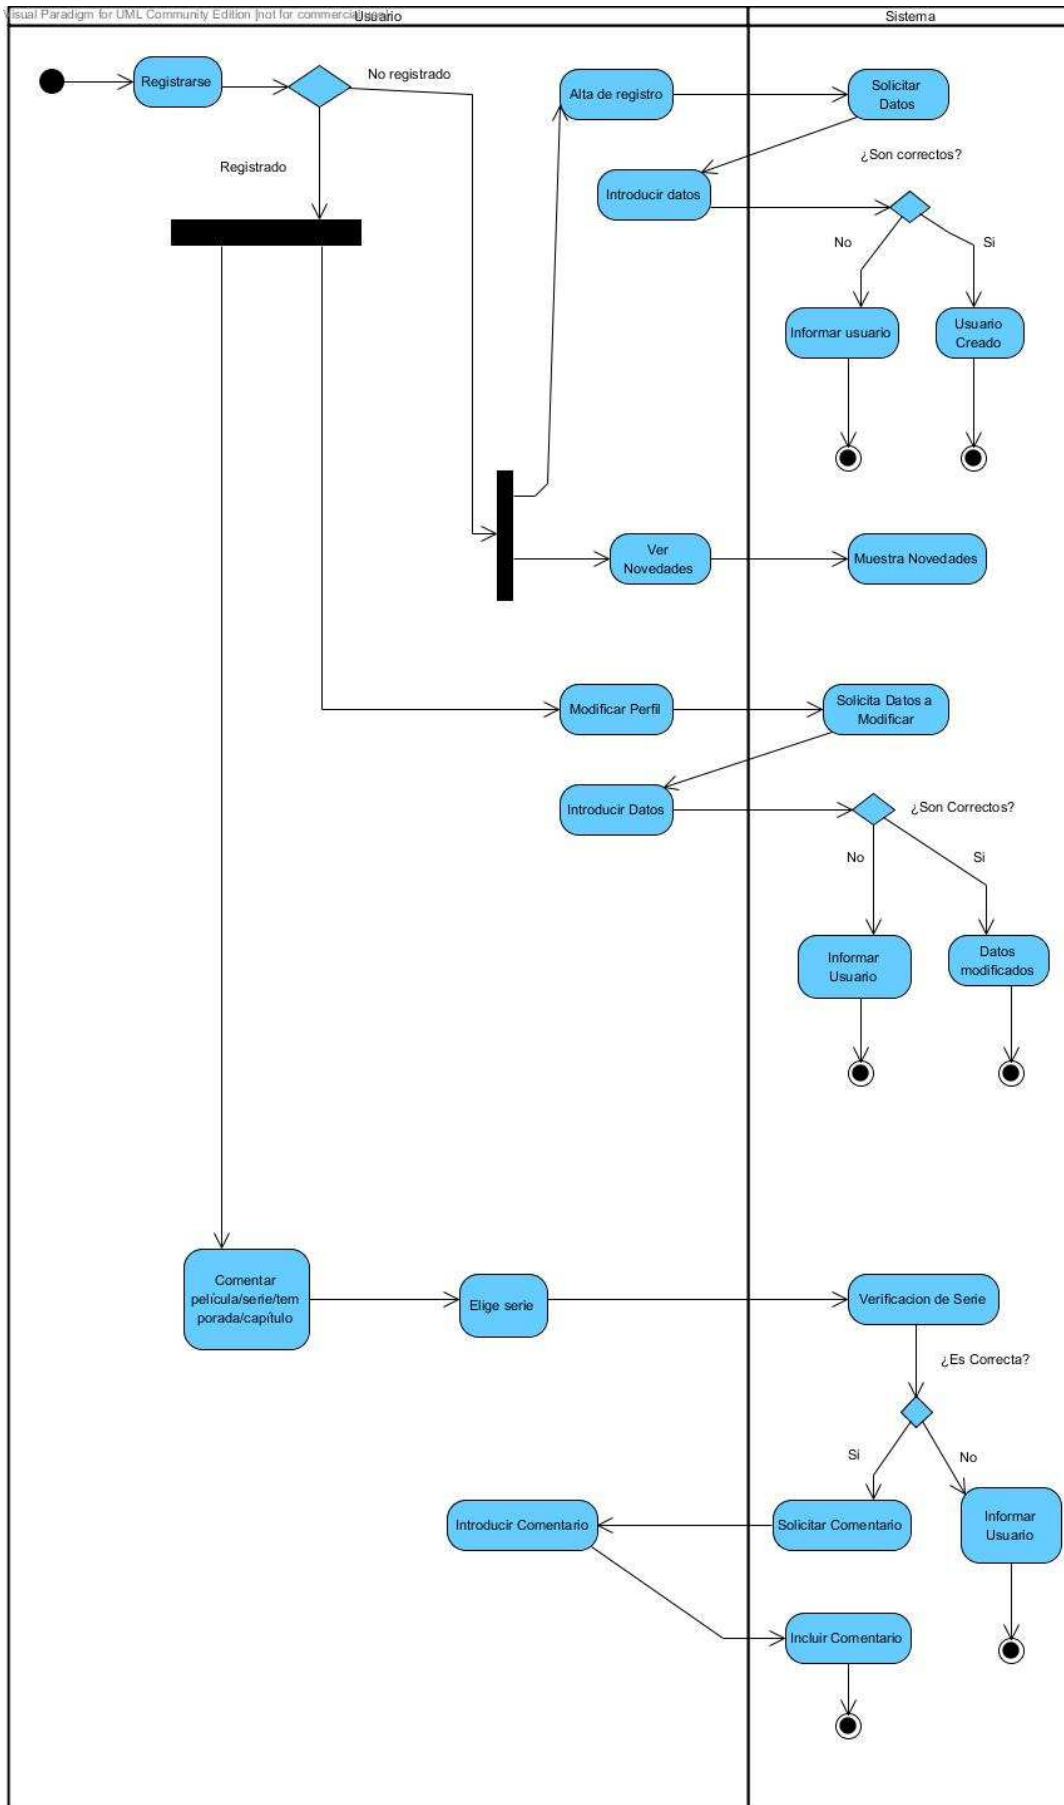 Visual Paradigm for UML Community Edition [not for commercial use]
Usuario
Sistema
Registrarse
No registrado
Registrado
Alta de registro
Solicitar
Datos
Introducir datos
¿Son correctos?
No
Si
Informar usuario
Usuario
Creado
Ver
Novedades
Muestra Novedades
Modificar Perfil
Solicita Datos a
Modificar
Introducir Datos
¿Son Correctos?
No
Si
Informar
Usuario
Datos
modificados
Comentar
película/serie/tem
porada/capítulo
Elige serie
Verificacion de Serie
¿Es Correcta?
Si
No
Introducir Comentario
Solicitar Comentario
Informar
Usuario
Incluir Comentario